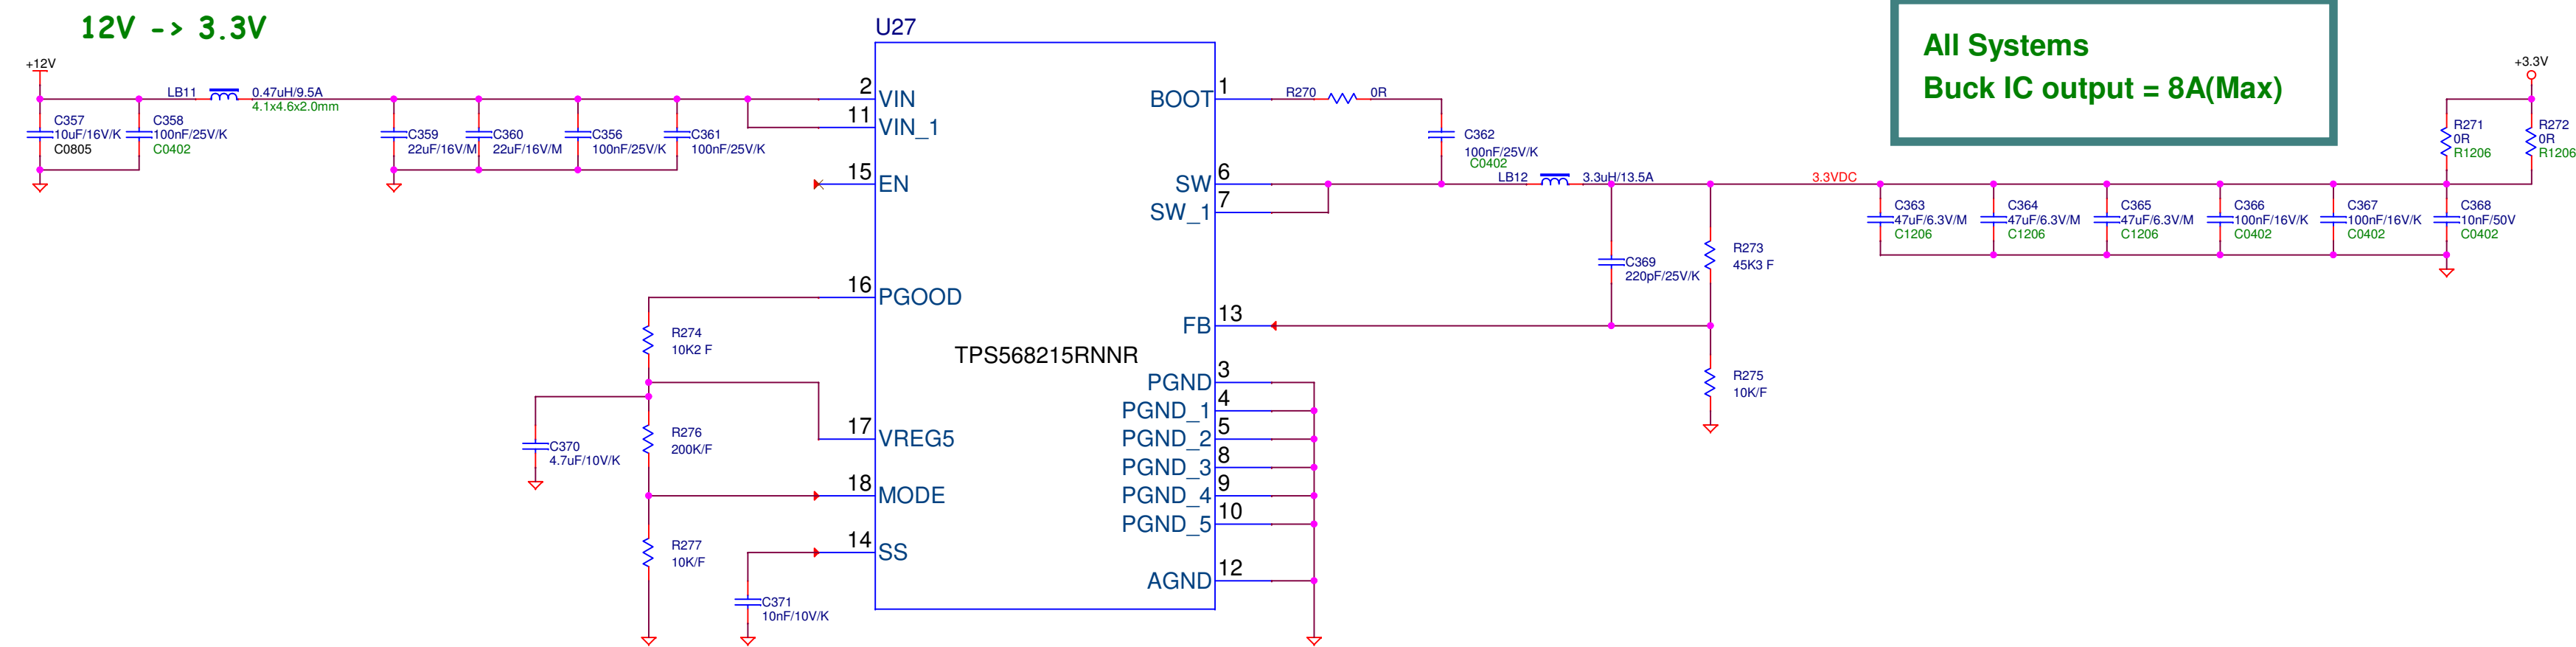 12V -> 3.3V
+12V
C357
10uF/16V/K
C0805
C358
100nF/25V/K
C0402
LB11
0.47uH/9.5A
4.1x4.6x2.0mm
C359
22uF/16V/M
C360
22uF/16V/M
C356
100nF/25V/K
C361
100nF/25V/K
U27
TPS568215RNNR
2
VIN
11
VIN_1
15
EN
16
PGOOD
17
VREG5
18
MODE
14
SS
1
BOOT
6
SW
7
SW_1
13
FB
3
PGND
4
PGND_1
5
PGND_2
8
PGND_3
9
PGND_4
10
PGND_5
12
AGND
R274
10K2 F
R276
200K/F
R277
10K/F
C370
4.7uF/10V/K
C371
10nF/10V/K
R270
0R
C362
100nF/25V/K
C0402
LB12
3.3uH/13.5A
C369
220pF/25V/K
R273
45K3 F
R275
10K/F
3.3VDC
All Systems
Buck IC output = 8A(Max)
C363
47uF/6.3V/M
C1206
C364
47uF/6.3V/M
C1206
C365
47uF/6.3V/M
C1206
C366
100nF/16V/K
C0402
C367
100nF/16V/K
C0402
C368
10nF/50V
C0402
+3.3V
R271
0R
R1206
R272
0R
R1206